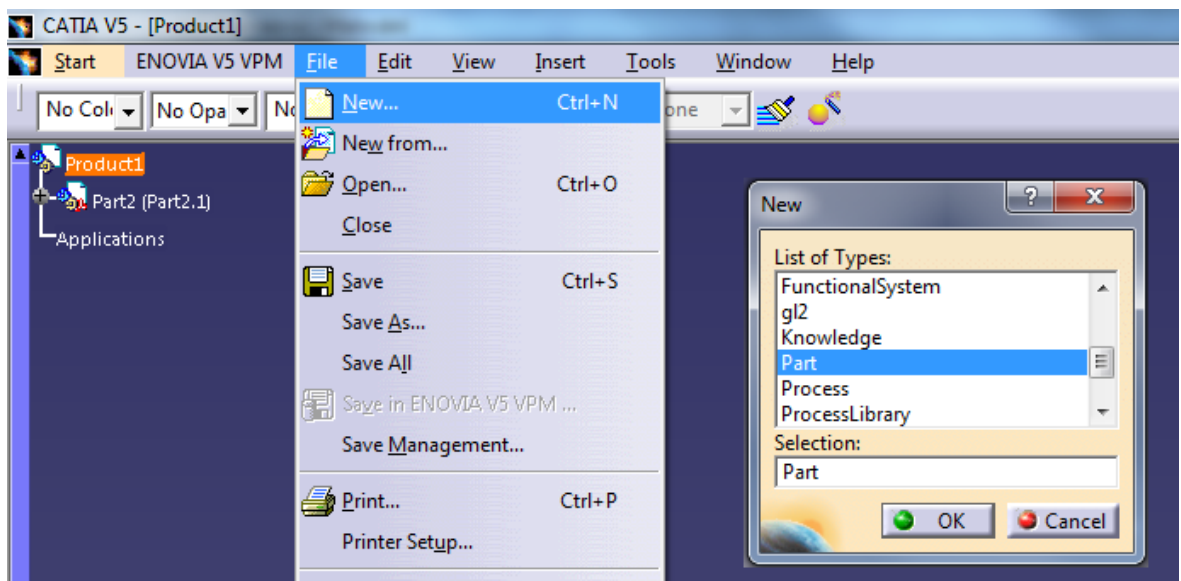 CATIA V5 - [Product1]
Start ENOVIA V5 VPM File Edit View Insert Tools Window Help
No Col No Opa No one
New... Ctrl+N
New from...
Open... Ctrl+O
Close
Save Ctrl+S
Save As...
Save All
Save in ENOVIA V5 VPM ...
Save Management...
Print... Ctrl+P
Printer Setup...
Product1
Part2 (Part2.1)
Applications
New
List of Types:
FunctionalSystem
gl2
Knowledge
Part
Process
ProcessLibrary
Selection:
Part
OK Cancel